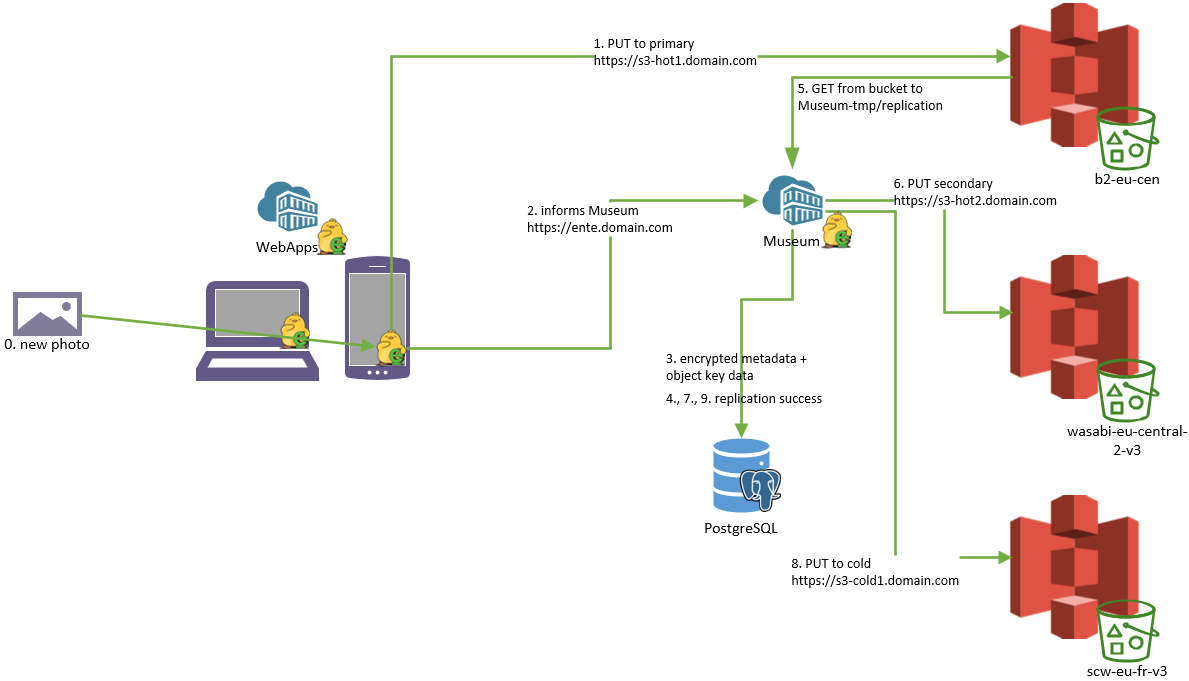 1. PUT to primary
https://s3-hot1.domain.com
5. GET from bucket to
Museum-tmp/replication
b2-eu-cen
6. PUT secondary
https://s3-hot2.domain.com
2. informs Museum
https://ente.domain.com
WebApps
Museum
0. new photo
3. encrypted metadata +
object key data
4., 7., 9. replication success
wasabi-eu-central-
2-v3
PostgreSQL
8. PUT to cold
https://s3-cold1.domain.com
scw-eu-fr-v3